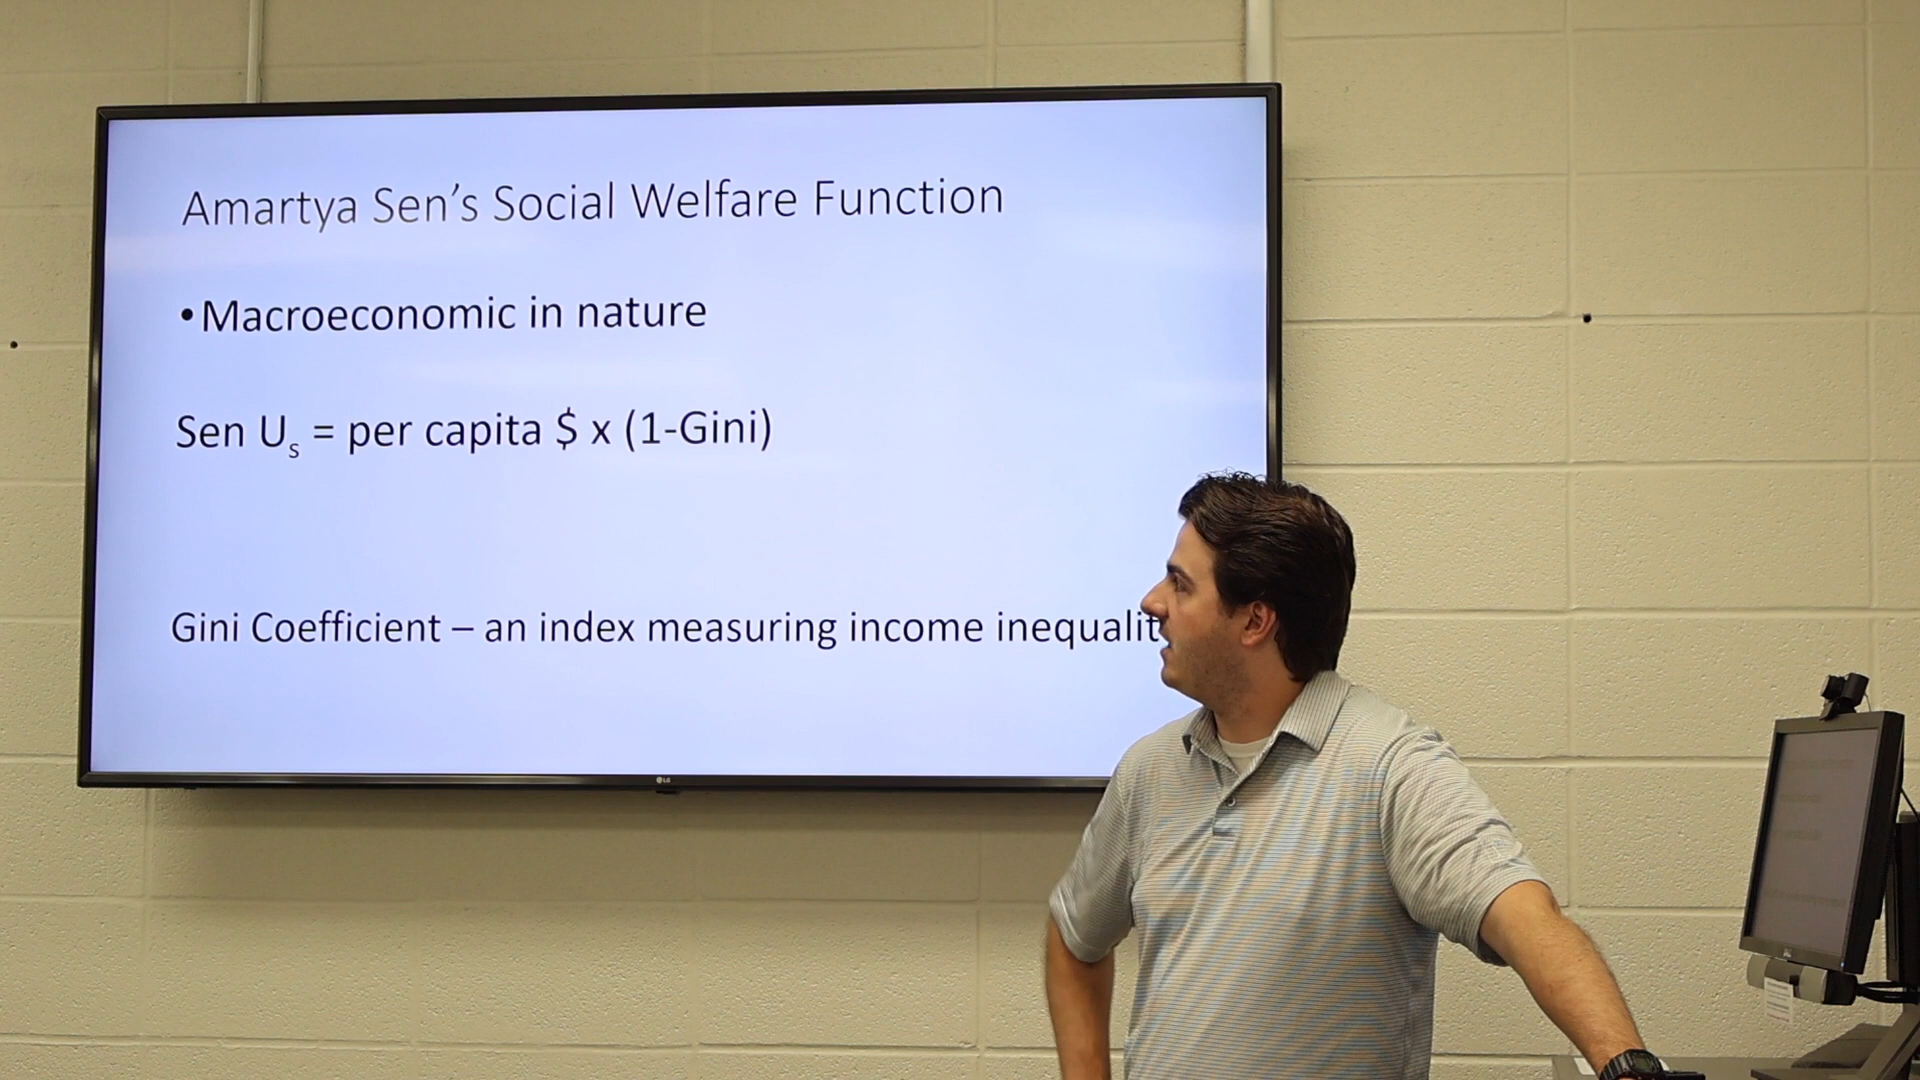 Amartya Sen's Social Welfare Function
•Macroeconomic in nature
Sen Us = per capita $ x (1-Gini)
Gini Coefficient – an index measuring income inequalit
LG